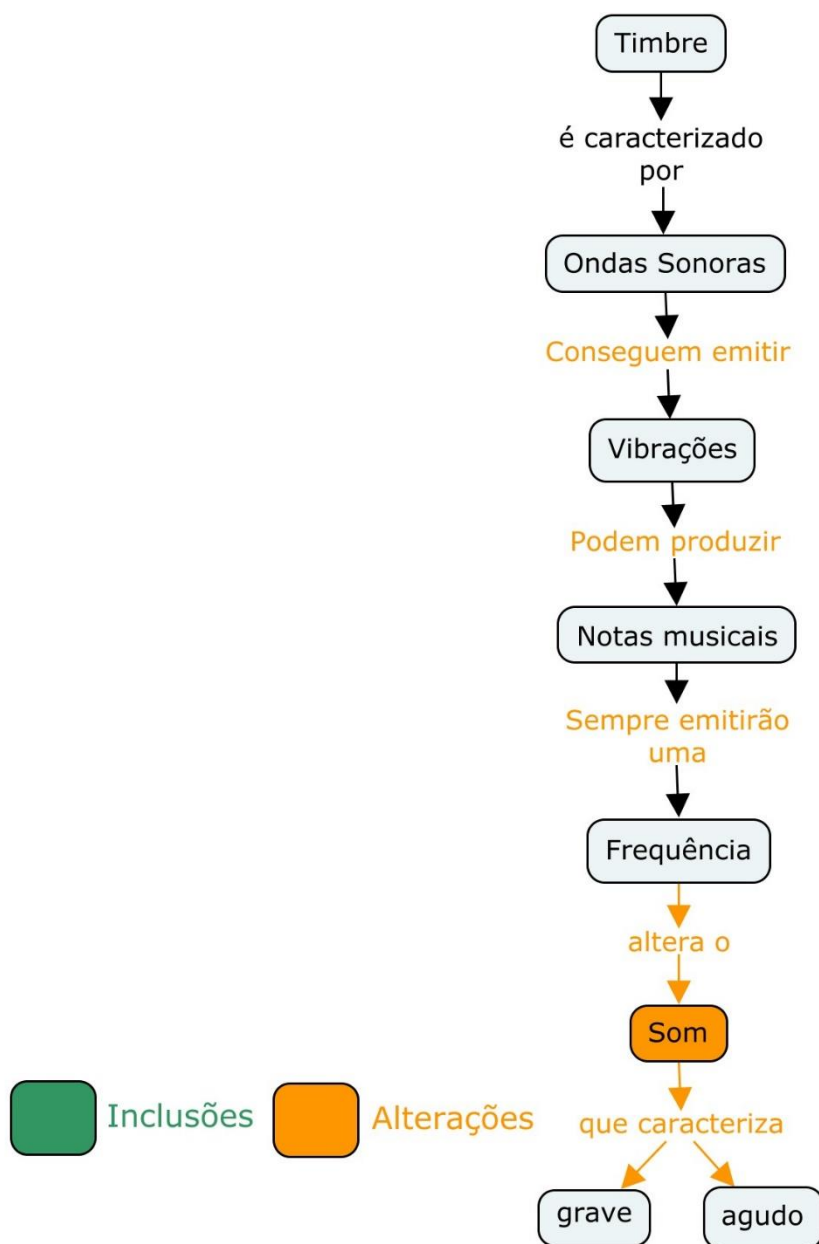 Timbre
é caracterizado
por
Ondas Sonoras
Conseguem emitir
Vibrações
Podem produzir
Notas musicais
Sempre emitirão
uma
Frequência
altera o
Som
Inclusões
Alterações
que caracteriza
grave
agudo